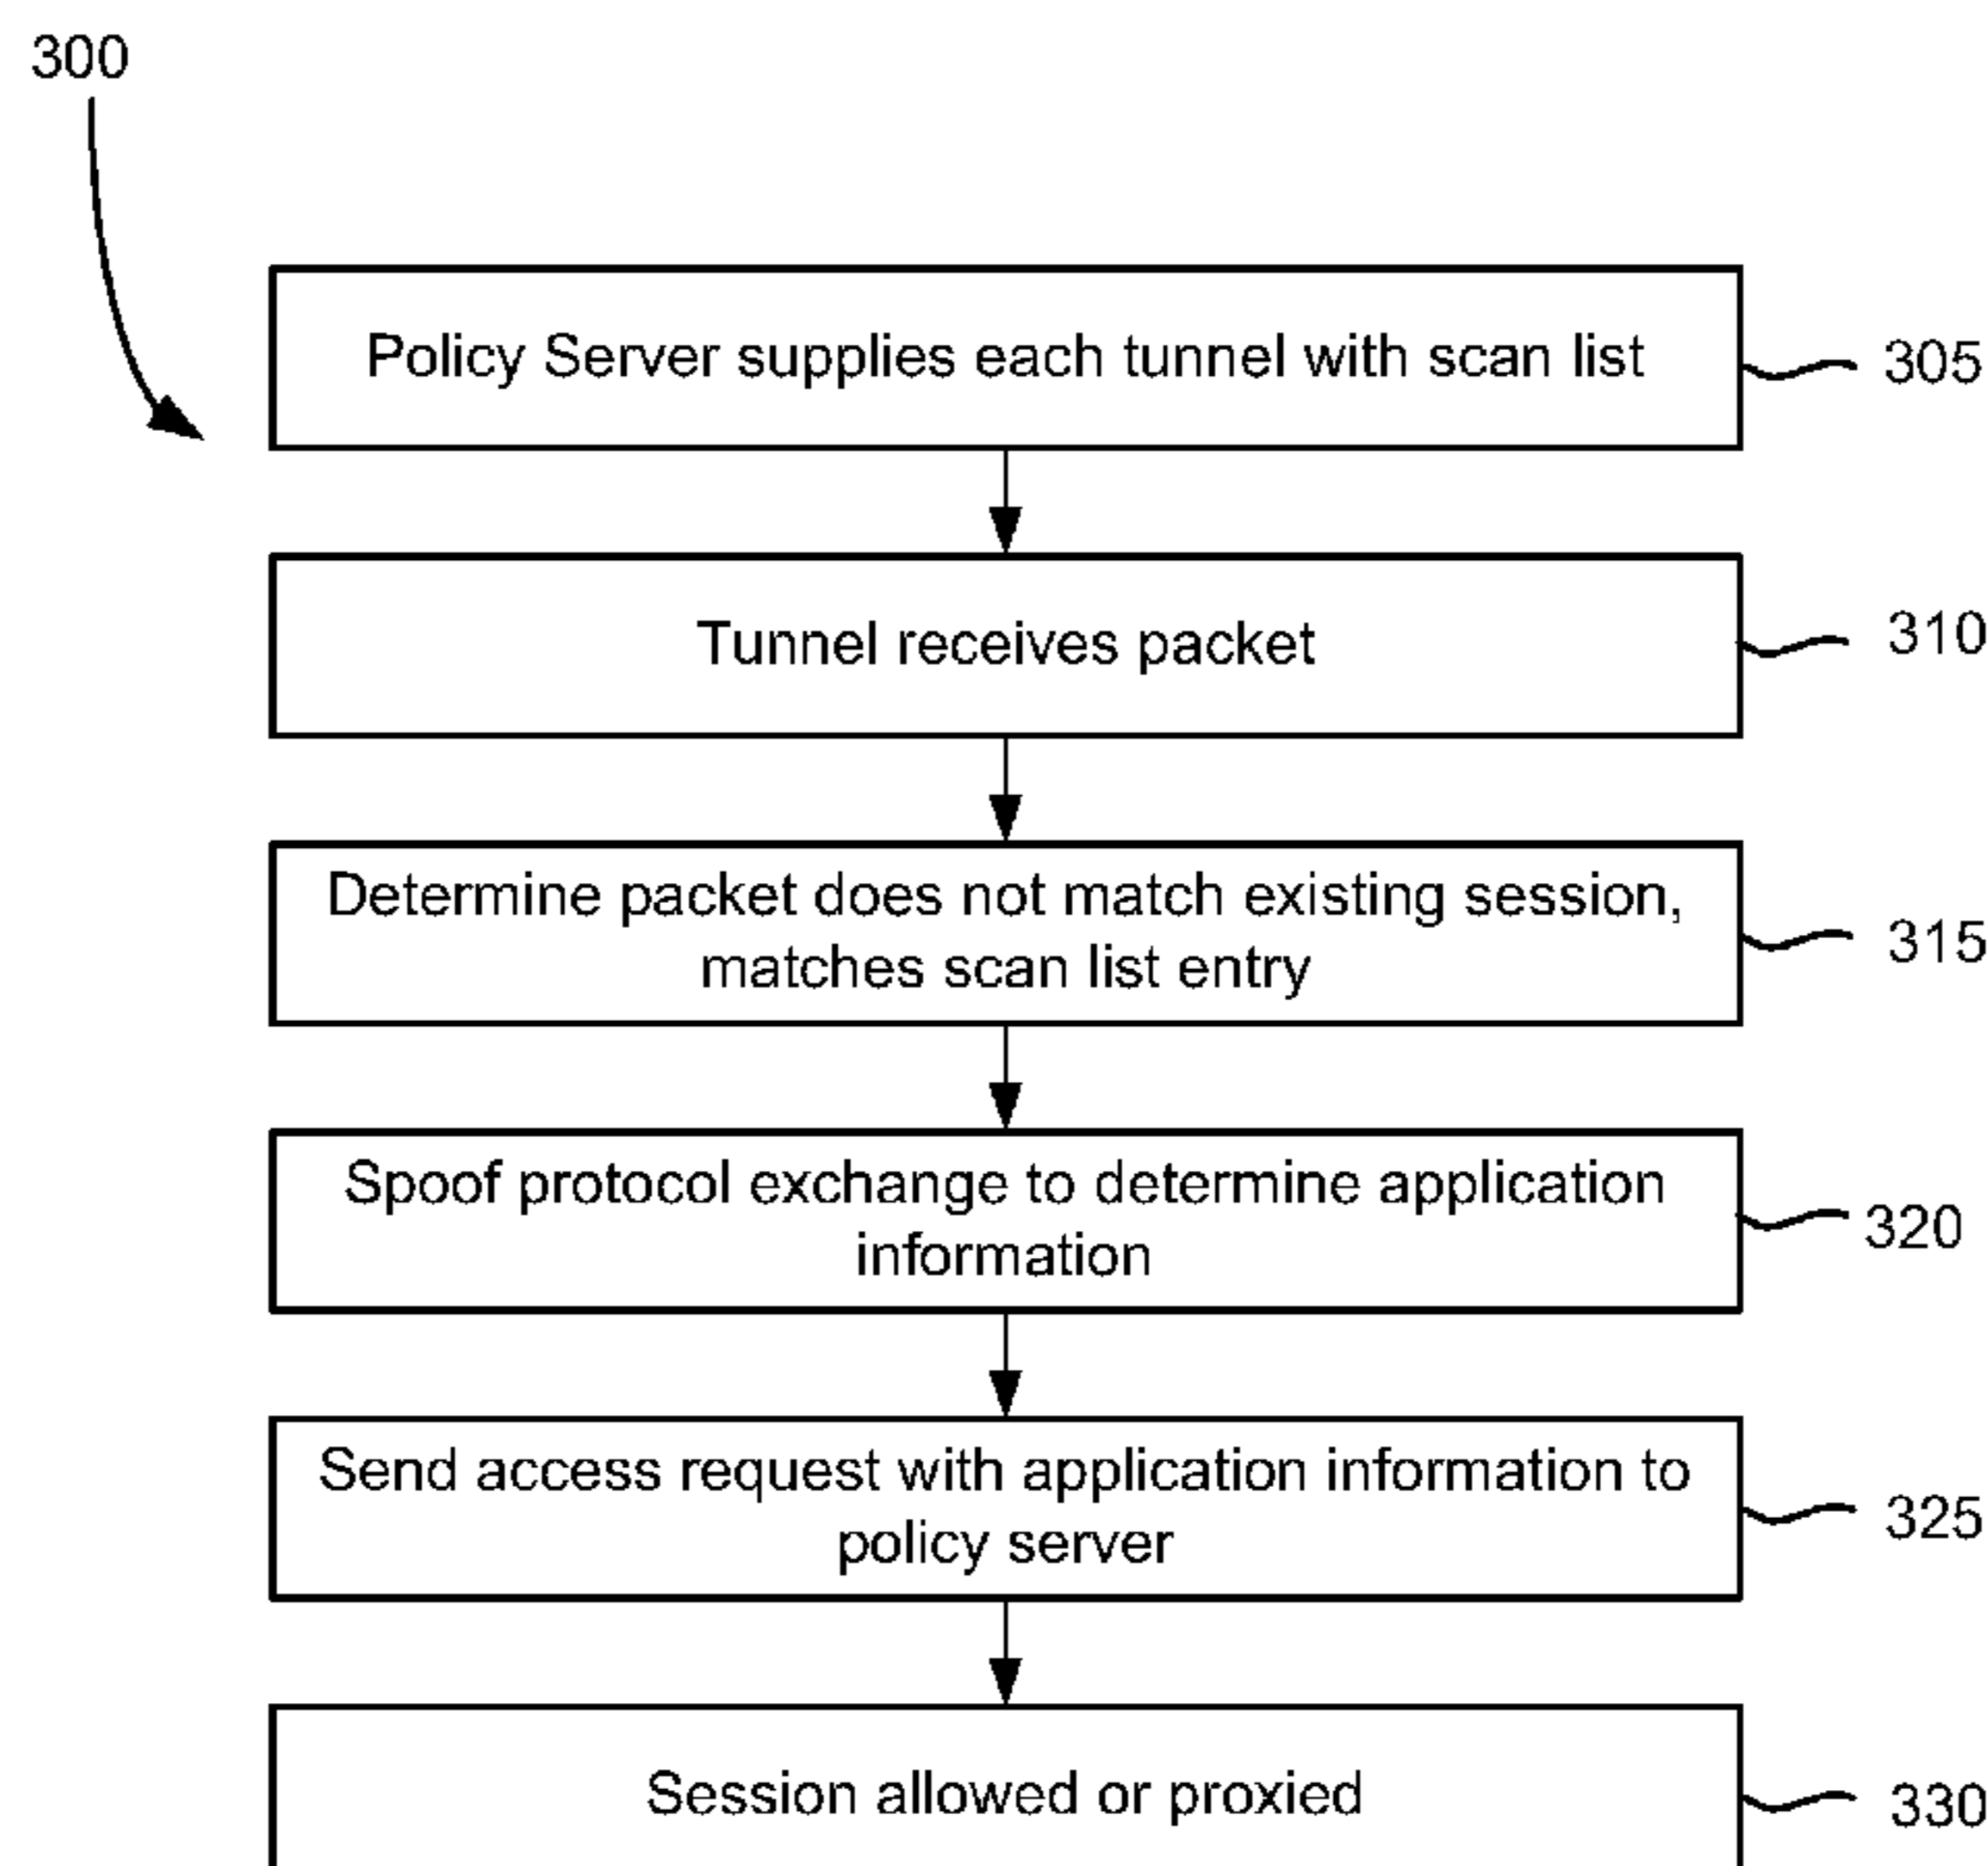 300
Policy Server supplies each tunnel with scan list
305
Tunnel receives packet
310
Determine packet does not match existing session,
matches scan list entry
315
Spoof protocol exchange to determine application
information
320
Send access request with application information to
policy server
325
Session allowed or proxied
330